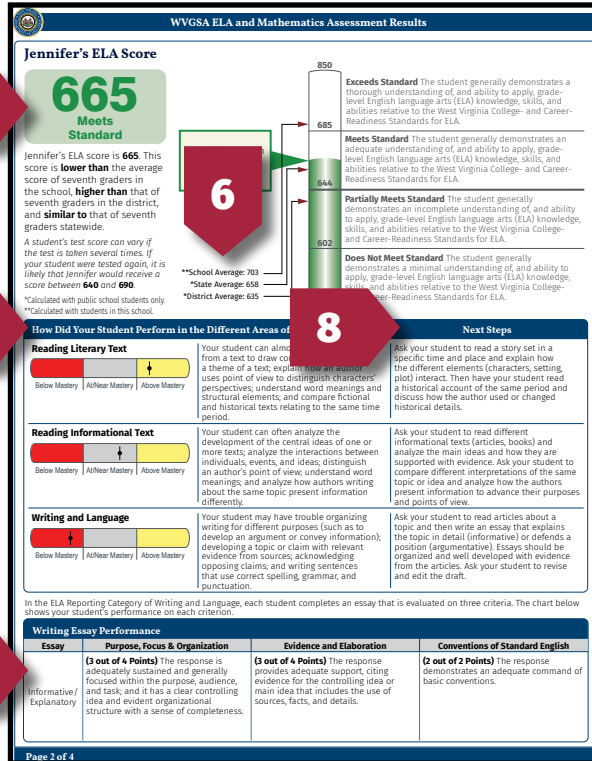 WVGSA ELA and Mathematics Assessment Results
Jennifer's ELA Score
665
Meets
Standard
Jennifer's ELA score is 665. This
score is lower than the average
score of seventh graders in
the school, higher than that of
seventh graders in the district,
and similar to that of seventh
graders statewide.
A student's test score can vary if
the test is taken several times. If
your student were tested again, it is
likely that Jennifer would receive a
score between 640 and 690.
*Calculated with public school students only.
**Calculated with students in this school.
6
**School Average: 703
*State Average: 658
*District Average: 635
850
Exceeds Standard The student generally demonstrates a
thorough understanding of, and ability to apply, grade-
level English language arts (ELA) knowledge, skills, and
abilities relative to the West Virginia College- and Career-
Readiness Standards for ELA.
685
Meets Standard The student generally demonstrates an
adequate understanding of, and ability to apply, grade-
level English language arts (ELA) knowledge, skills, and
abilities relative to the West Virginia College- and Career-
Readiness Standards for ELA.
644
Partially Meets Standard The student generally
demonstrates an incomplete understanding of, and ability
to apply, grade-level English language arts (ELA) knowledge,
skills, and abilities relative to the West Virginia College-
and Career-Readiness Standards for ELA.
602
Does Not Meet Standard The student generally
demonstrates a minimal understanding of, and ability to
apply, grade-level English language arts (ELA) knowledge,
skills, and abilities relative to the West Virginia College-
and Career-Readiness Standards for ELA.
8
How Did Your Student Perform in the Different Areas of
Next Steps
Reading Literary Text
Below Mastery
At/Near Mastery
Above Mastery
Your student can almo
from a text to draw co
a theme of a text; explain how an author
uses point of view to distinguish characters'
perspectives; understand word meanings and
structural elements; and compare fictional
and historical texts relating to the same time
period.
Ask your student to read a story set in a
specific time and place and explain how
the different elements (characters, setting,
plot) interact. Then have your student read
a historical account of the same period and
discuss how the author used or changed
historical details.
Reading Informational Text
Below Mastery
At/Near Mastery
Above Mastery
Your student can often analyze the
development of the central ideas of one or
more texts; analyze the interactions between
individuals, events, and ideas; distinguish
an author's point of view; understand word
meanings; and analyze how authors writing
about the same topic present information
differently.
Ask your student to read different
informational texts (articles, books) and
analyze the main ideas and how they are
supported with evidence. Ask your student to
compare different interpretations of the same
topic or idea and analyze how the authors
present information to advance their purposes
and points of view.
Writing and Language
Below Mastery
At/Near Mastery
Above Mastery
Your student may have trouble organizing
writing for different purposes (such as to
develop an argument or convey information);
developing a topic or claim with relevant
evidence from sources; acknowledging
opposing claims; and writing sentences
that use correct spelling, grammar, and
punctuation.
Ask your student to read articles about a
topic and then write an essay that explains
the topic in detail (informative) or defends a
position (argumentative). Essays should be
organized and well developed with evidence
from the articles. Ask your student to revise
and edit the draft.
In the ELA Reporting Category of Writing and Language, each student completes an essay that is evaluated on three criteria. The chart below
shows your student's performance on each criterion.
Writing Essay Performance
Essay
Purpose, Focus & Organization
Evidence and Elaboration
Conventions of Standard English
Informative/
Explanatory
(3 out of 4 Points) The response is
adequately sustained and generally
focused within the purpose, audience,
and task; and it has a clear controlling
idea and evident organizational
structure with a sense of completeness.
(3 out of 4 Points) The response
provides adequate support, citing
evidence for the controlling idea or
main idea that includes the use of
sources, facts, and details.
(2 out of 2 Points) The response
demonstrates an adequate command of
basic conventions.
Page 2 of 4